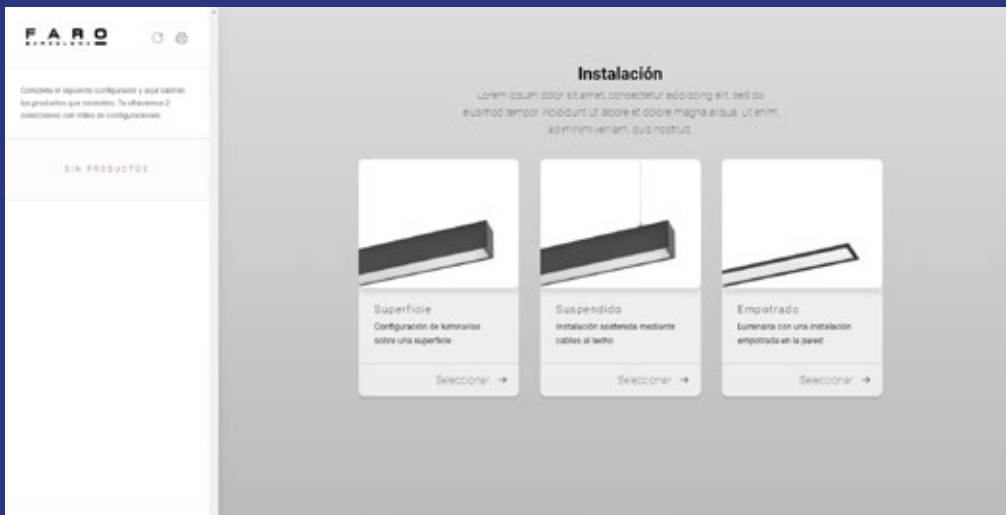 FARO
BARCELONA
Completa el siguiente configurador y aquí saldrán
los productos que necesites. Te ofrecemos 2
colecciones con miles de configuraciones.
SIN PRODUCTOS
Instalación
Lorem ipsum dolor sit amet, consectetur adipiscing elit, sed do
eiusmod tempor incididunt ut labore et dolore magna aliqua. Ut enim
ad minim veniam, quis nostrud.
Superficie
Configuración de luminarias
sobre una superficie
Seleccionar →
Suspendido
Instalación sostenida mediante
cables al techo
Seleccionar →
Empotrado
Luminaria con una instalación
empotrada en la pared
Seleccionar →